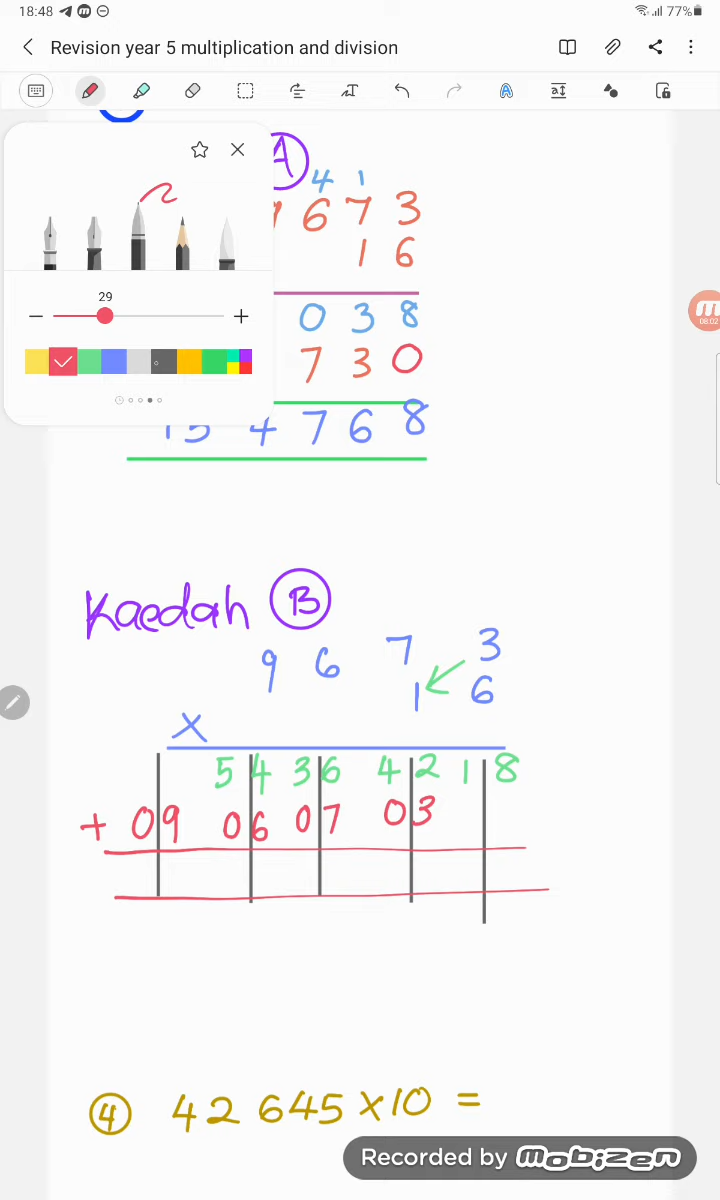 18:48
77%
Revision year 5 multiplication and division
A
4 1
6 7 3
1 6
29
0 3 8
7 3 0
15 4 7 6 8
Kaedah B
9 6 7 3
1 6
X
5 4 3 6 4 2 1 8
+ 0 9 0 6 0 7 0 3
4 42 645 × 10 =
Recorded by mobizen